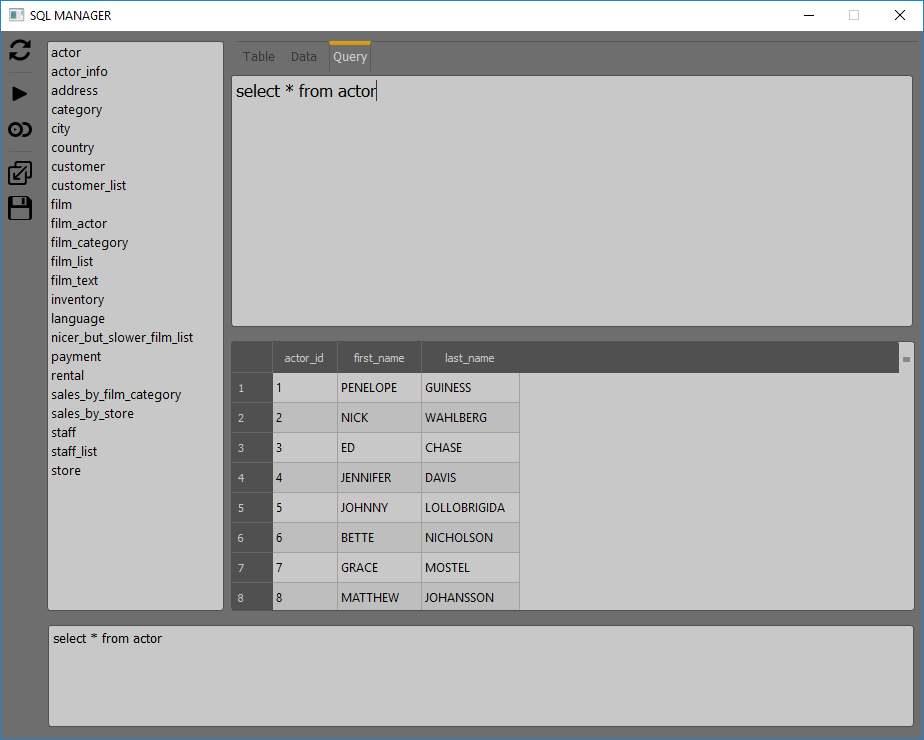 SQL MANAGER
actor
actor_info
address
category
city
country
customer
customer_list
film
film_actor
film_category
film_list
film_text
inventory
language
nicer_but_slower_film_list
payment
rental
sales_by_film_category
sales_by_store
staff
staff_list
store
Table Data Query
select * from actor
actor_id first_name last_name
1 1 PENELOPE GUINESS
2 2 NICK WAHLBERG
3 3 ED CHASE
4 4 JENNIFER DAVIS
5 5 JOHNNY LOLLOBRIGIDA
6 6 BETTE NICHOLSON
7 7 GRACE MOSTEL
8 8 MATTHEW JOHANSSON
select * from actor